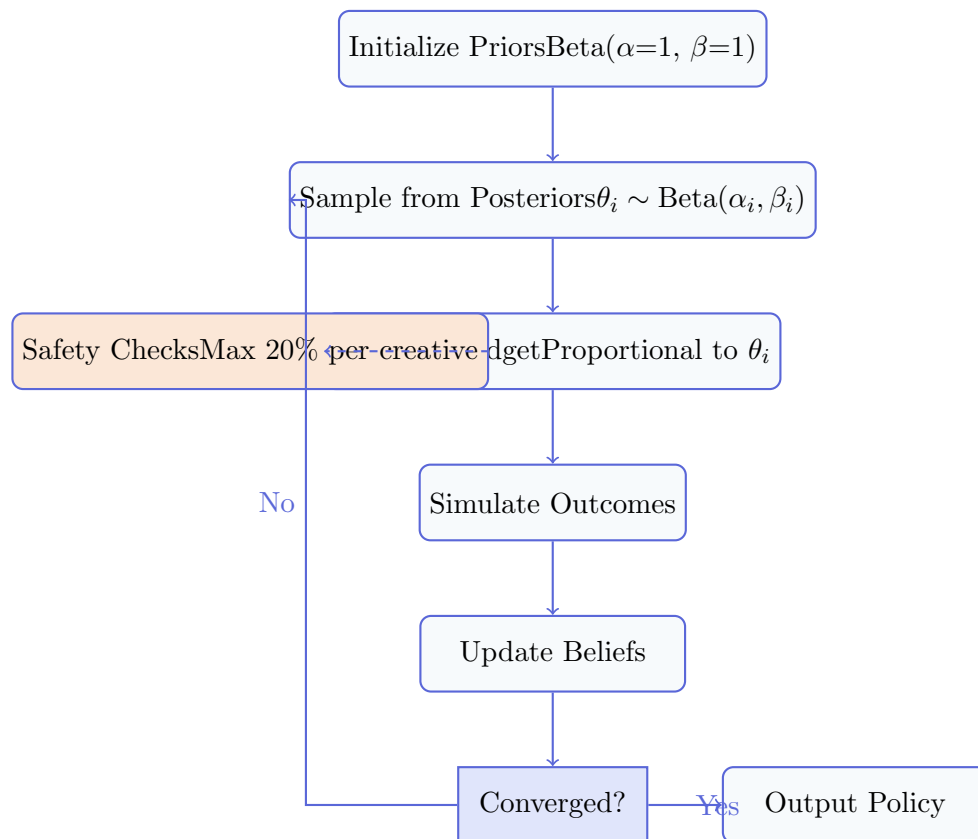 Initialize PriorsBeta(α=1, β=1)
Sample from Posteriorsθᵢ ∼ Beta(αᵢ, βᵢ)
Safety ChecksMax 20% per creative
dgetProportional to θᵢ
Simulate Outcomes
No
Update Beliefs
Converged?
Yes
Output Policy